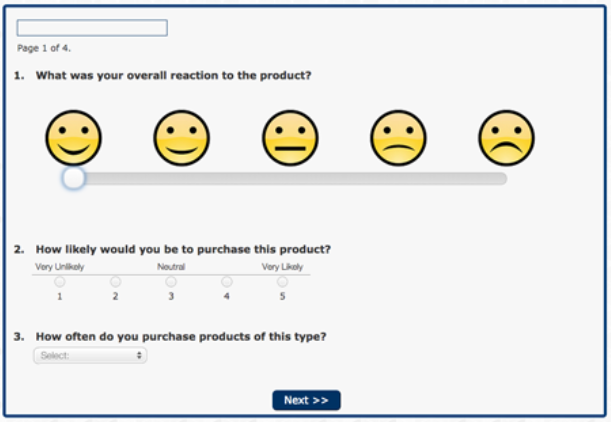 Page 1 of 4.
1. What was your overall reaction to the product?
2. How likely would you be to purchase this product?
Very Unlikely Neutral Very Likely
1 2 3 4 5
3. How often do you purchase products of this type?
Select:
Next >>